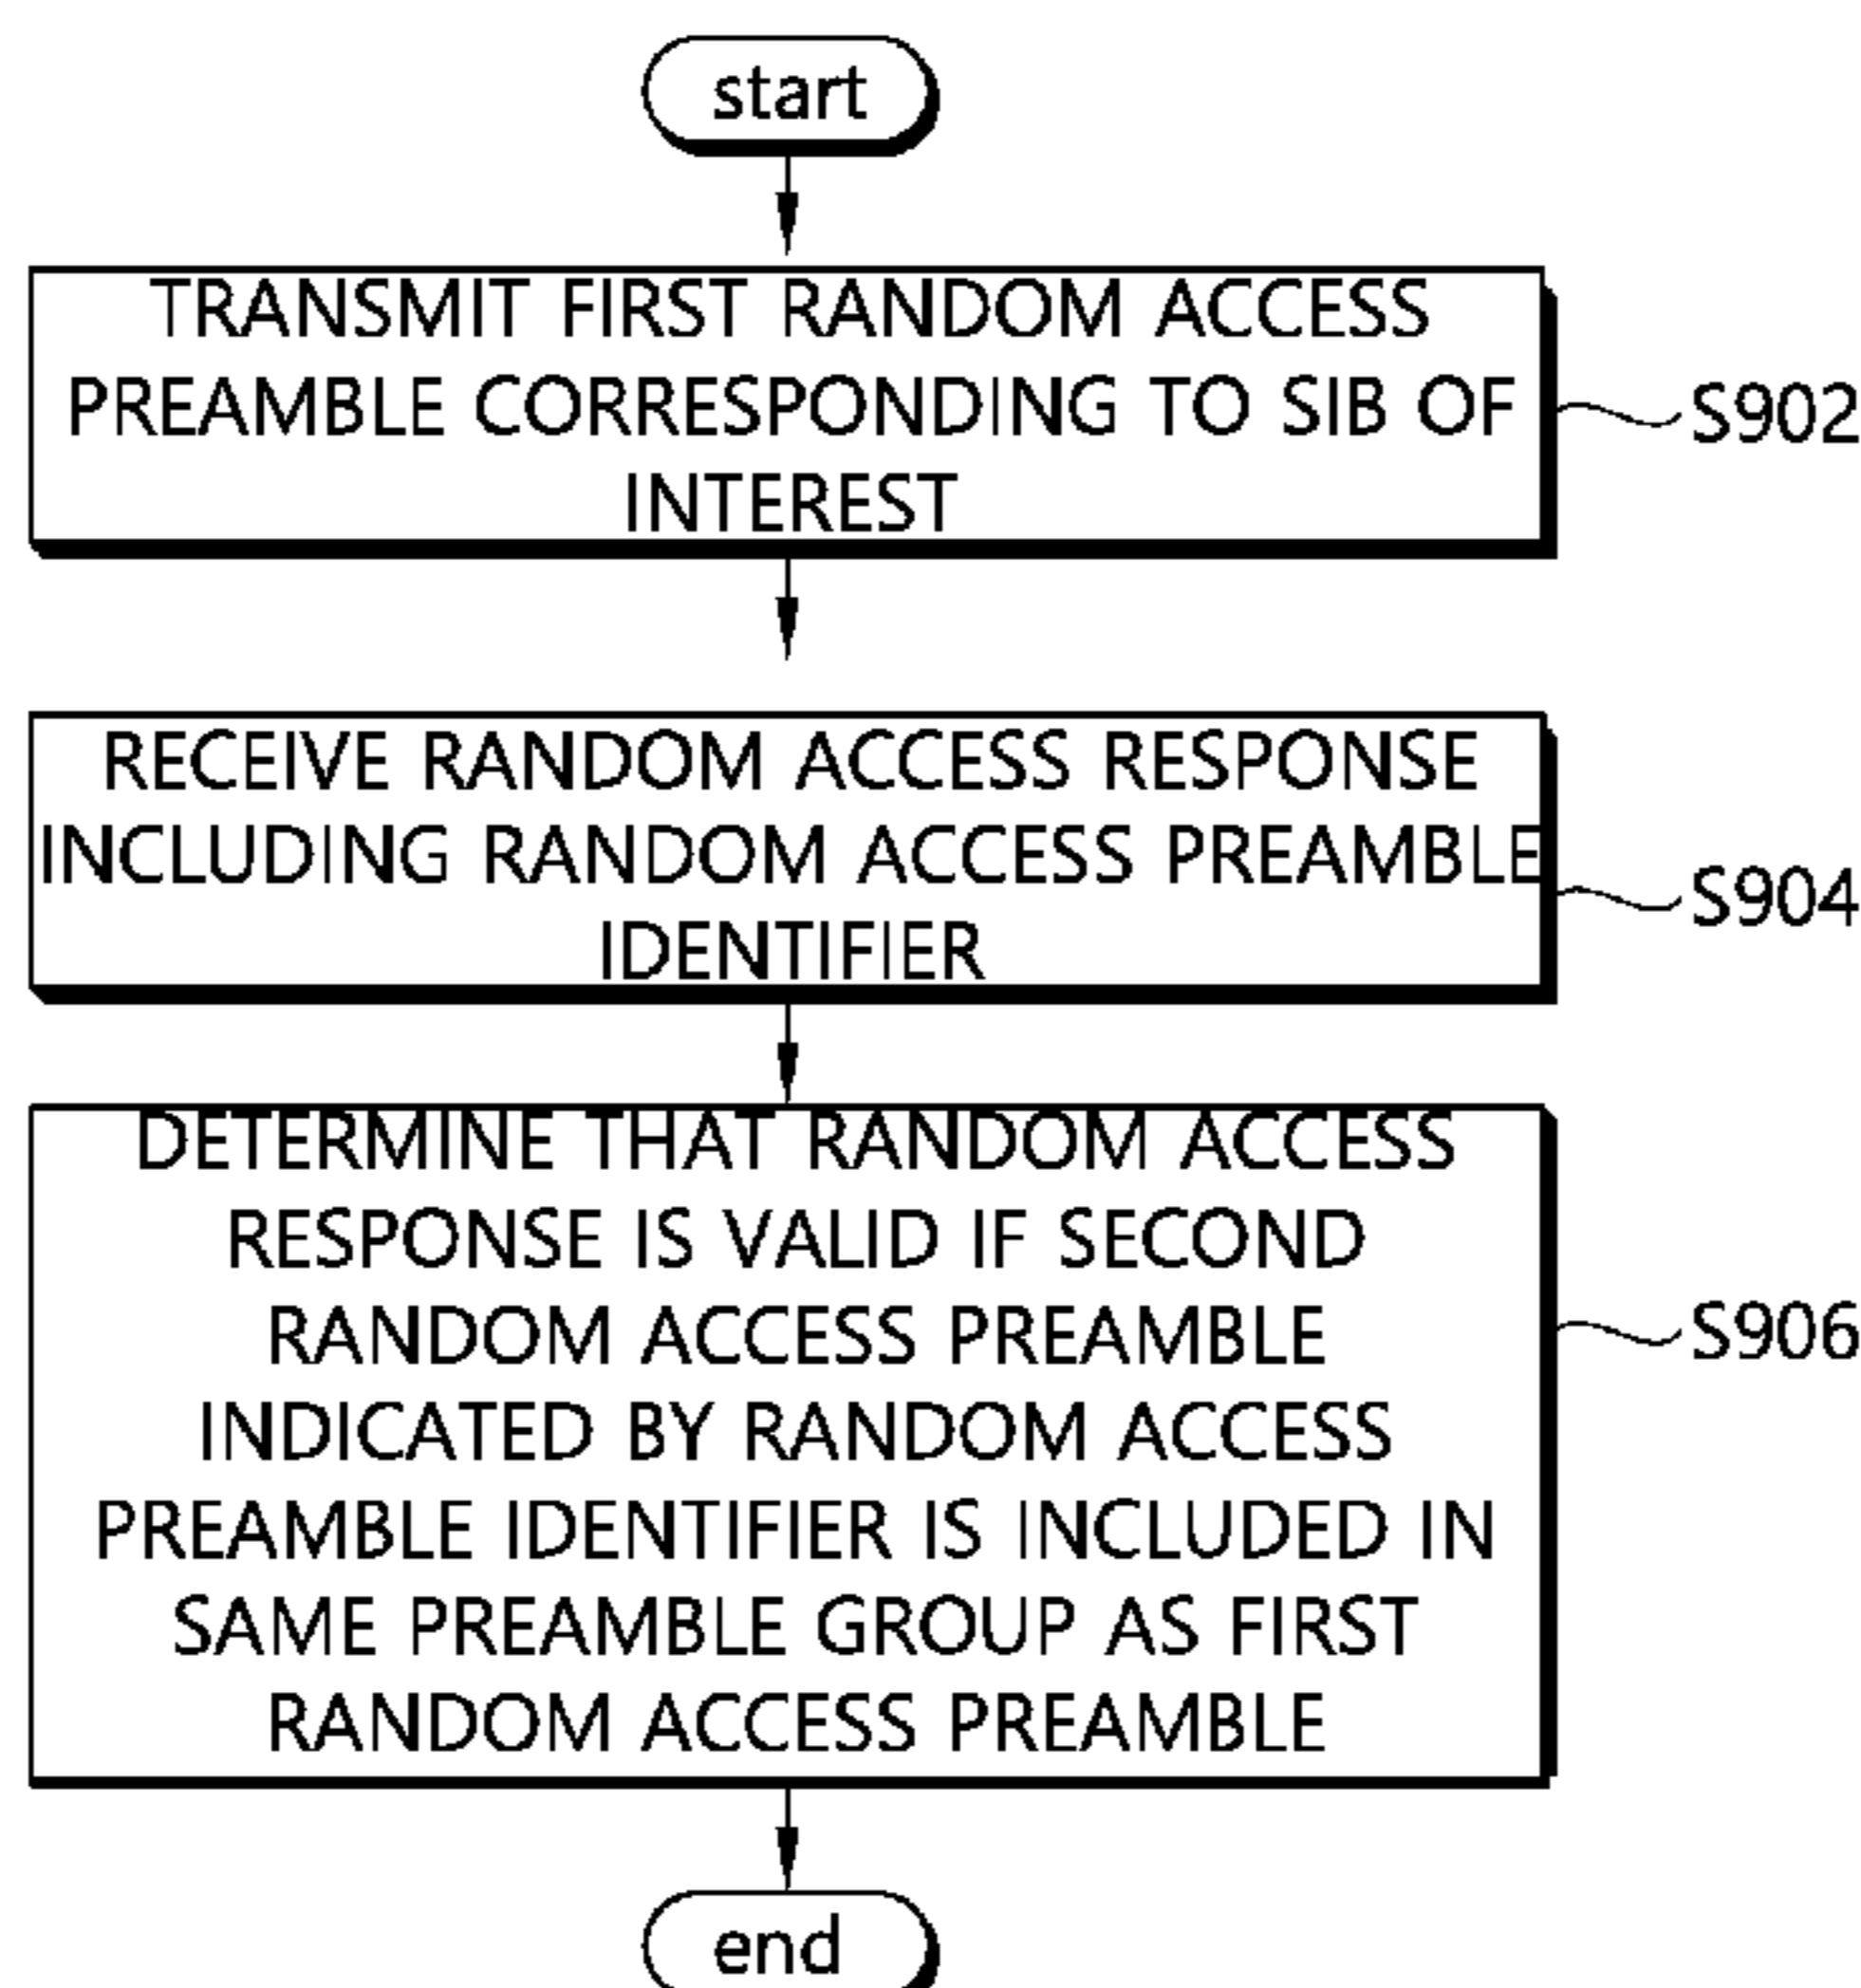 start
TRANSMIT FIRST RANDOM ACCESS
PREAMBLE CORRESPONDING TO SIB OF
INTEREST
S902
RECEIVE RANDOM ACCESS RESPONSE
INCLUDING RANDOM ACCESS PREAMBLE
IDENTIFIER
S904
DETERMINE THAT RANDOM ACCESS
RESPONSE IS VALID IF SECOND
RANDOM ACCESS PREAMBLE
INDICATED BY RANDOM ACCESS
PREAMBLE IDENTIFIER IS INCLUDED IN
SAME PREAMBLE GROUP AS FIRST
RANDOM ACCESS PREAMBLE
S906
end